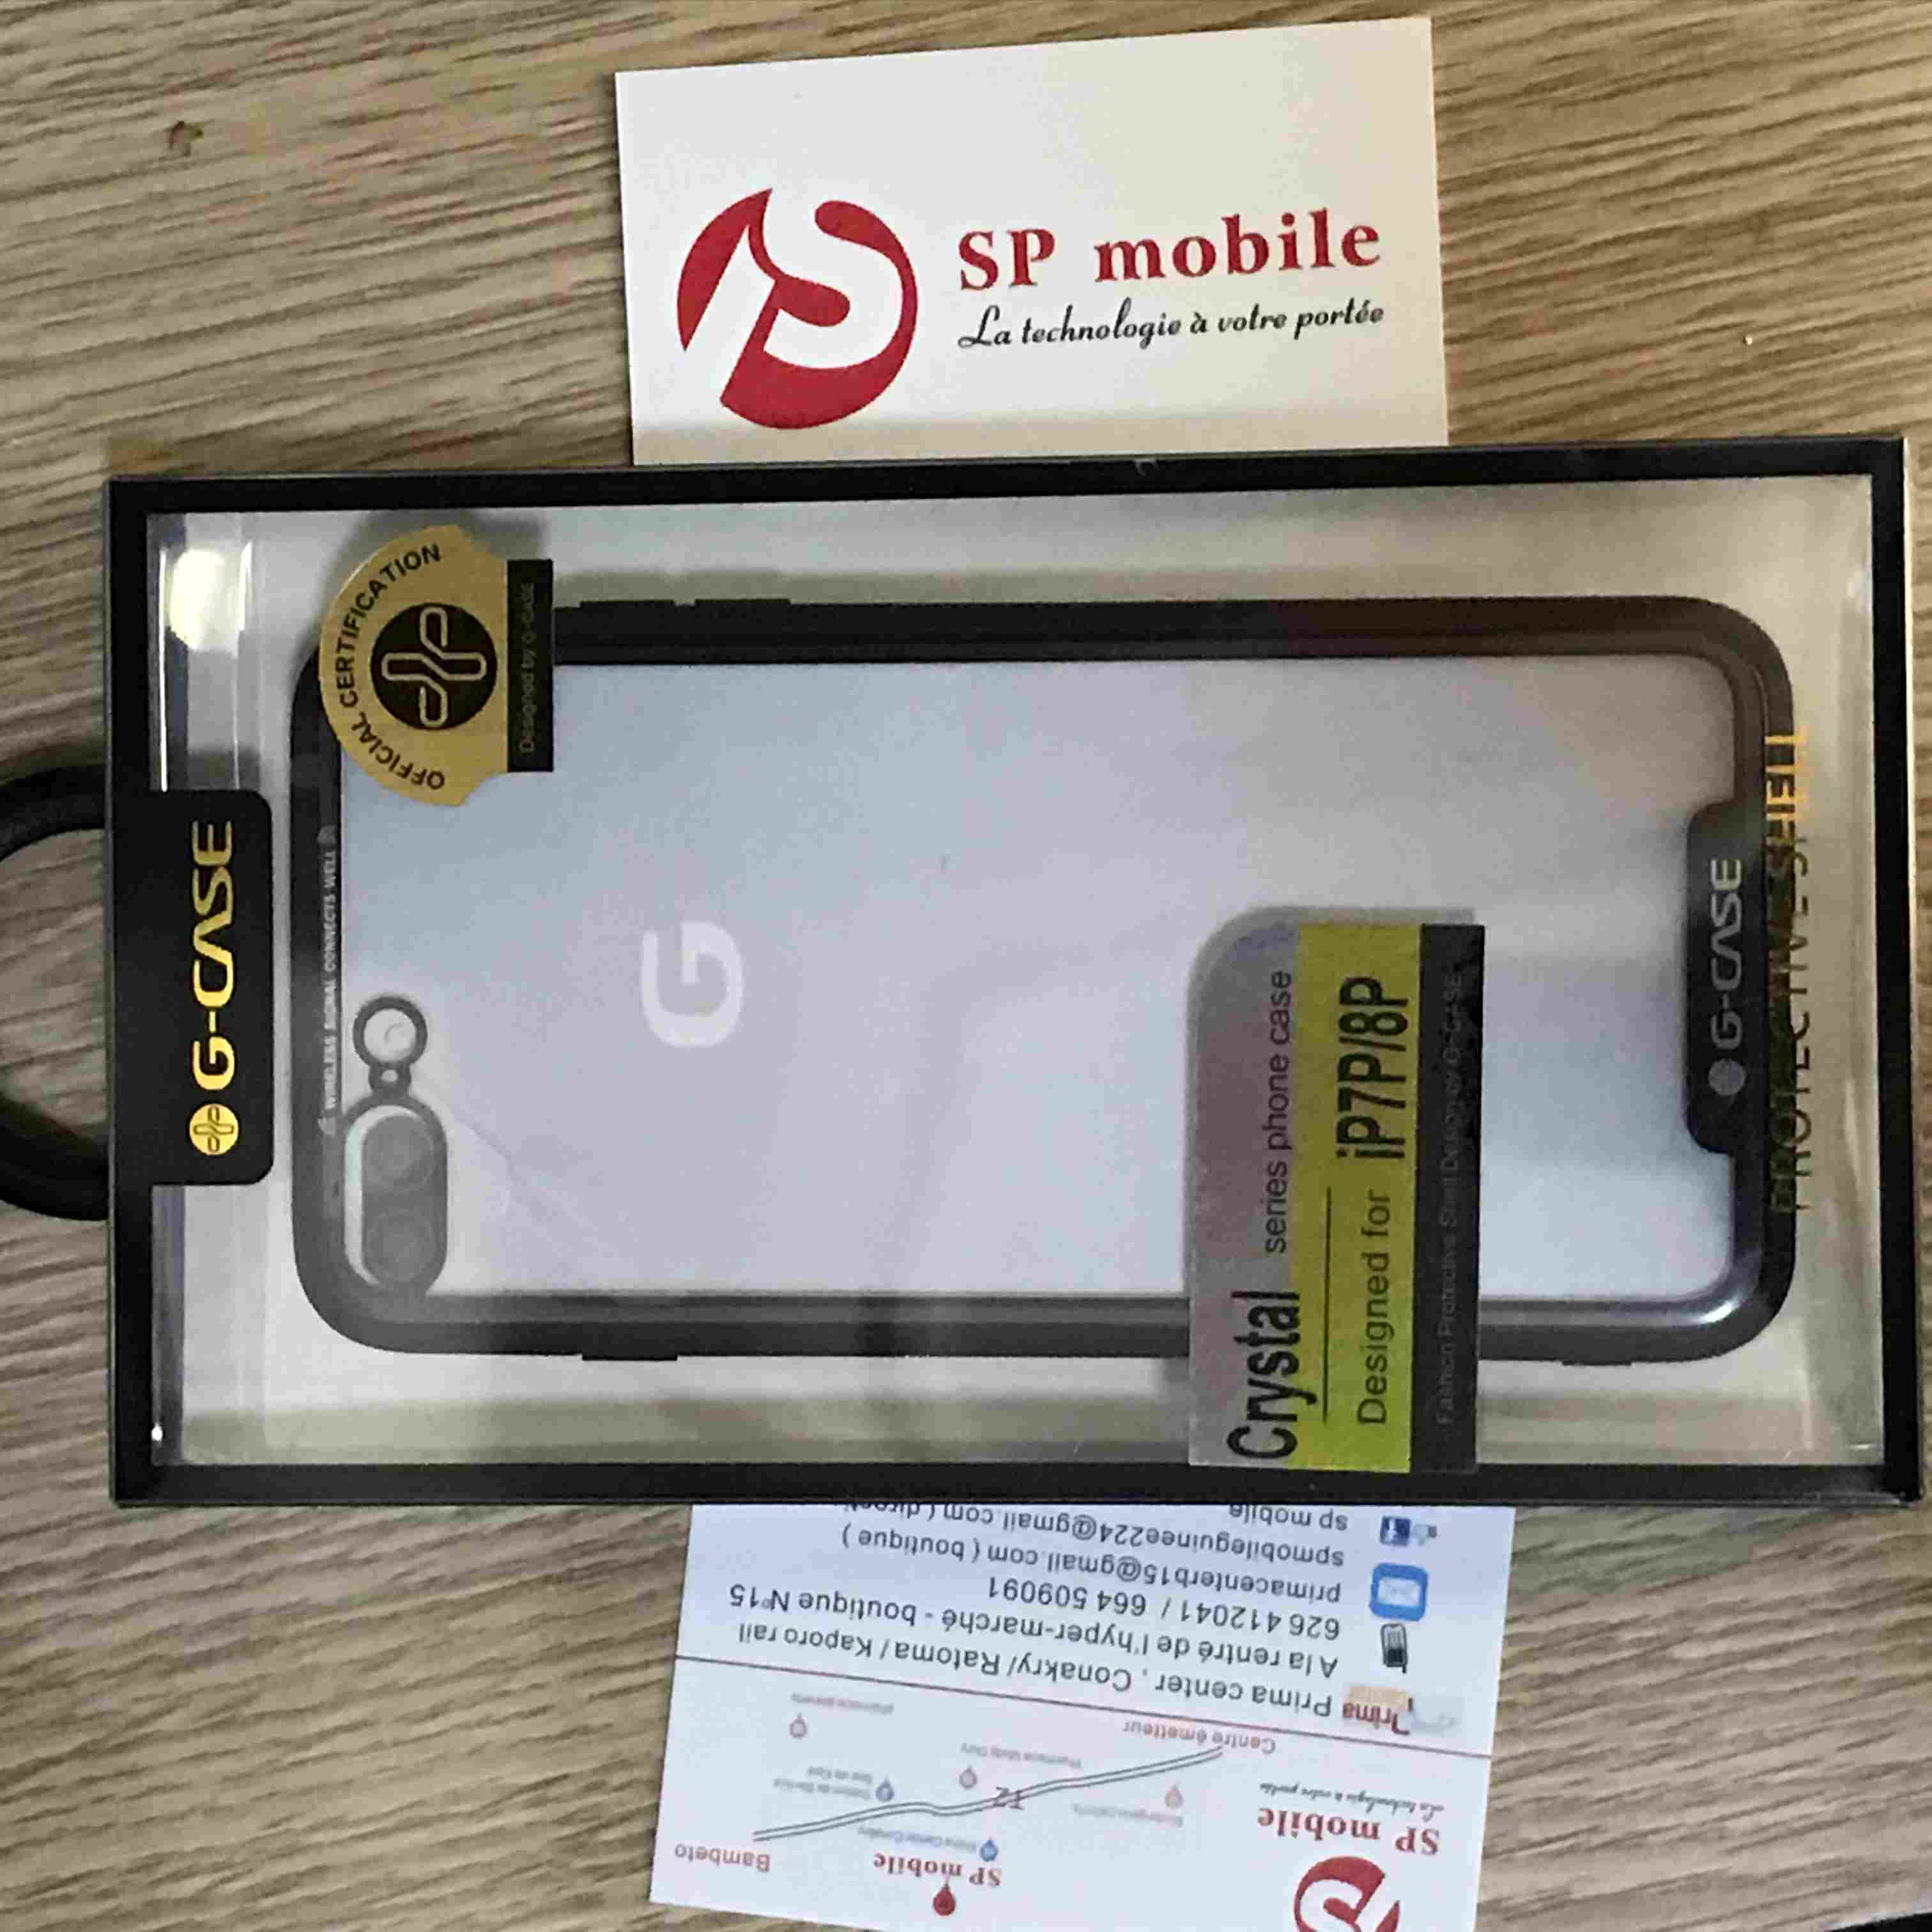 G-CASE
WIRELESS SIGNAL CONNECTS WELL
OFFICIAL CERTIFICATION
Designed by G-CASE
G
Crystal series phone case
Designed for iP7P/8P
Fashion Protective Shell Design by G-CASE
G-CASE
PROTECTIVE SHELL
SP mobile
La technologie à votre portée
Bambeto
SP mobile
Centre émetteur
SP mobile
La technologie à votre portée
Prima
Prima center , Conakry/ Ratoma / Kaporo rail
A la rentré de l'hyper-marché - boutique N°15
626 412041 / 664 509091
primacenterb15@gmail.com ( boutique )
spmobileguinee224@gmail.com (
sp mobile